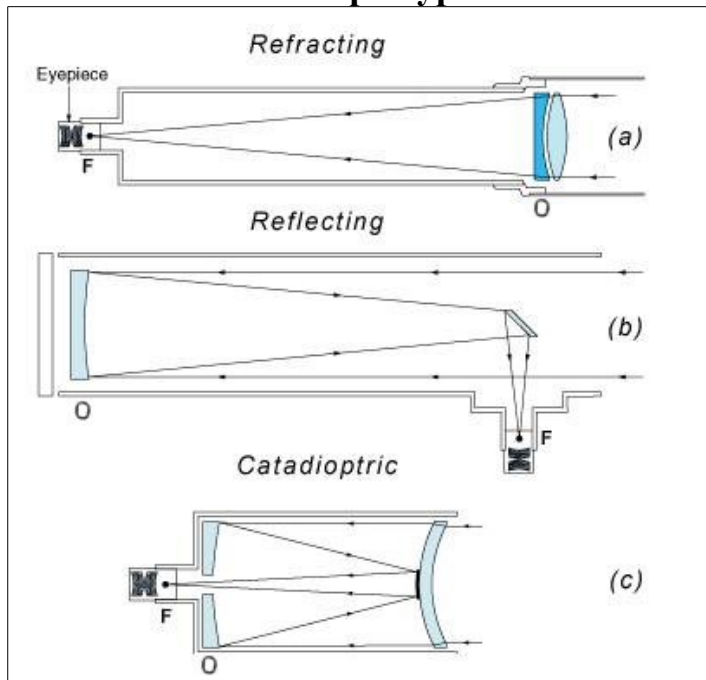 Refracting
Eyepiece
F
(a)
O
Reflecting
(b)
O
F
Catadioptric
(c)
F
O